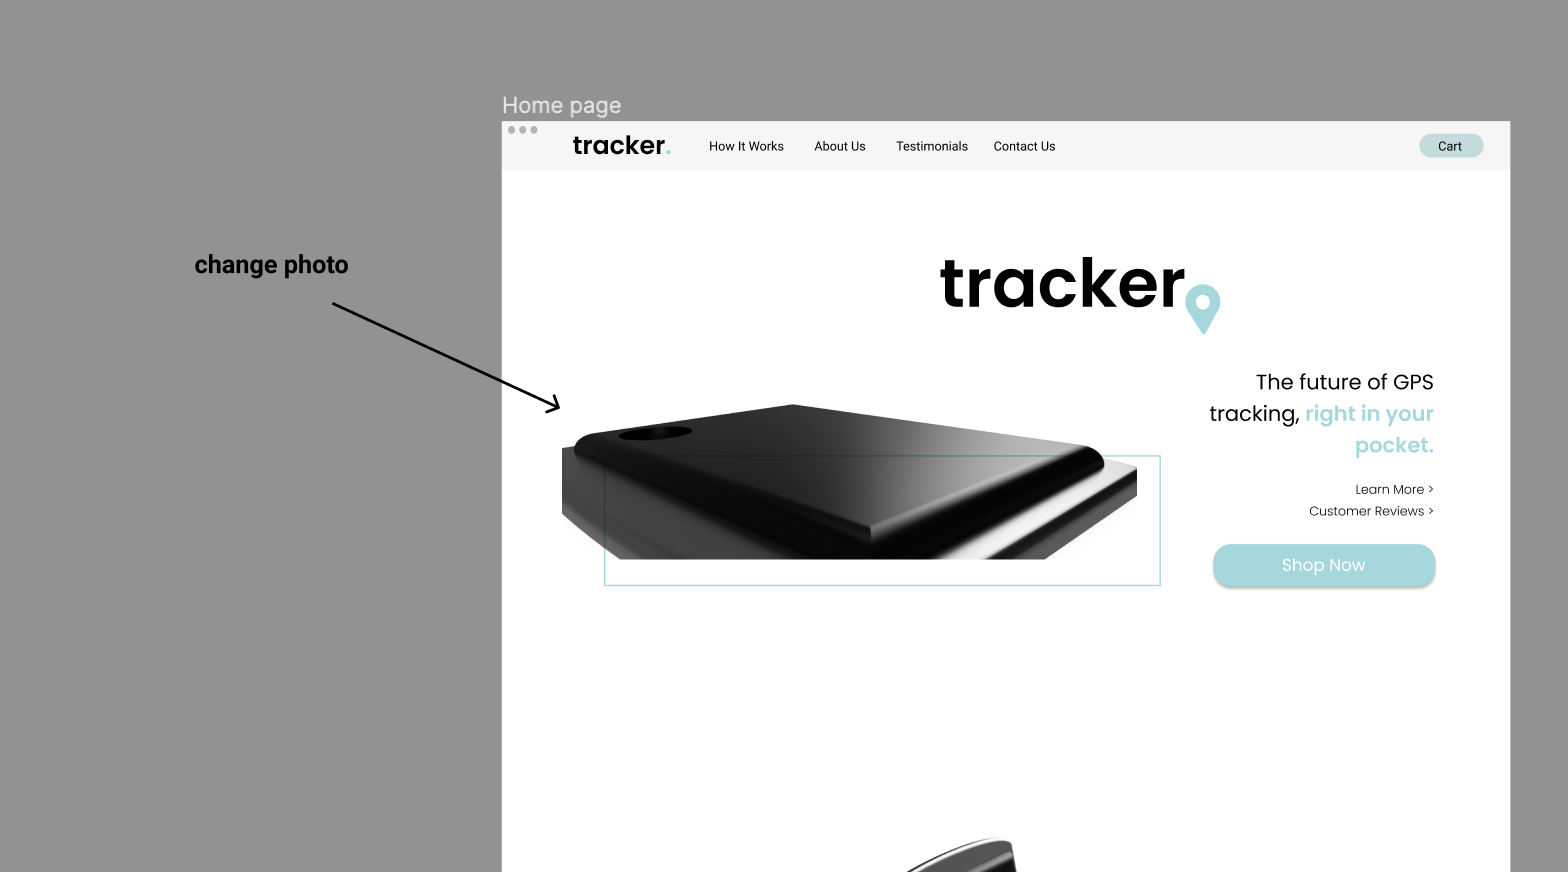 Home page
tracker.
How It Works
About Us
Testimonials
Contact Us
Cart
change photo
tracker
The future of GPS
tracking, right in your
pocket.
Learn More >
Customer Reviews >
Shop Now